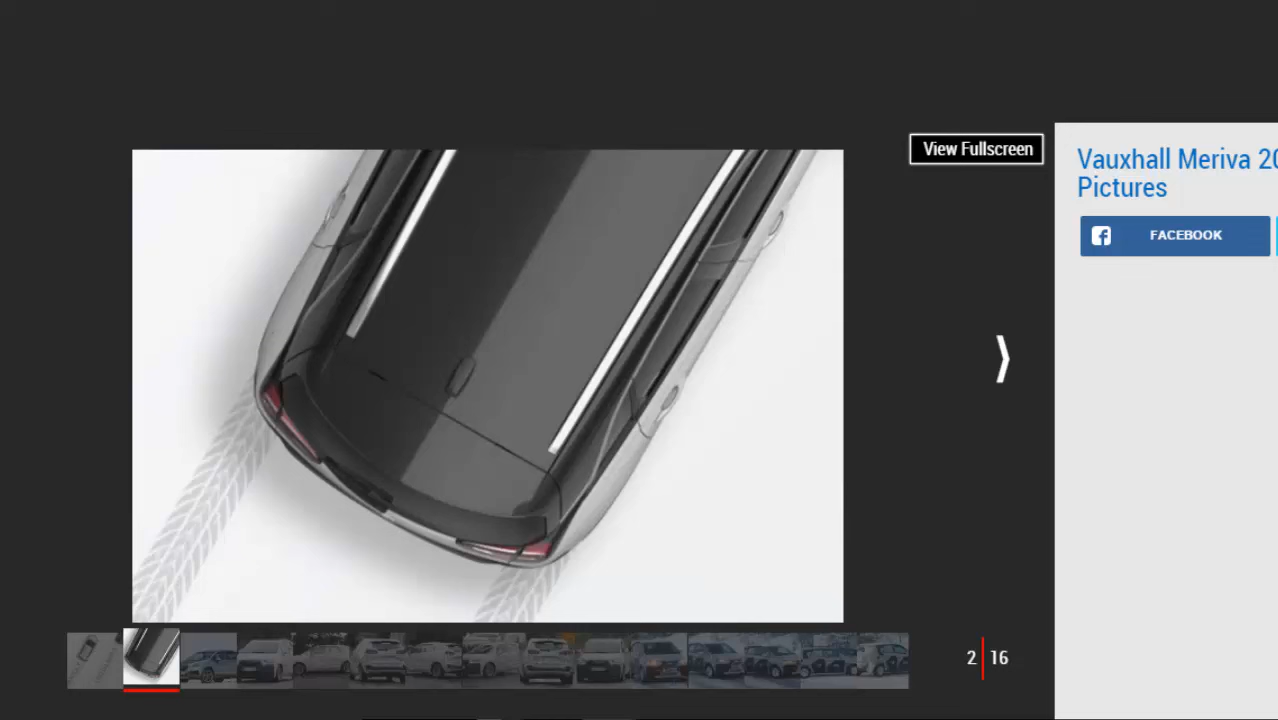 View Fullscreen
Vauxhall Meriva 20
Pictures
FACEBOOK
2 16